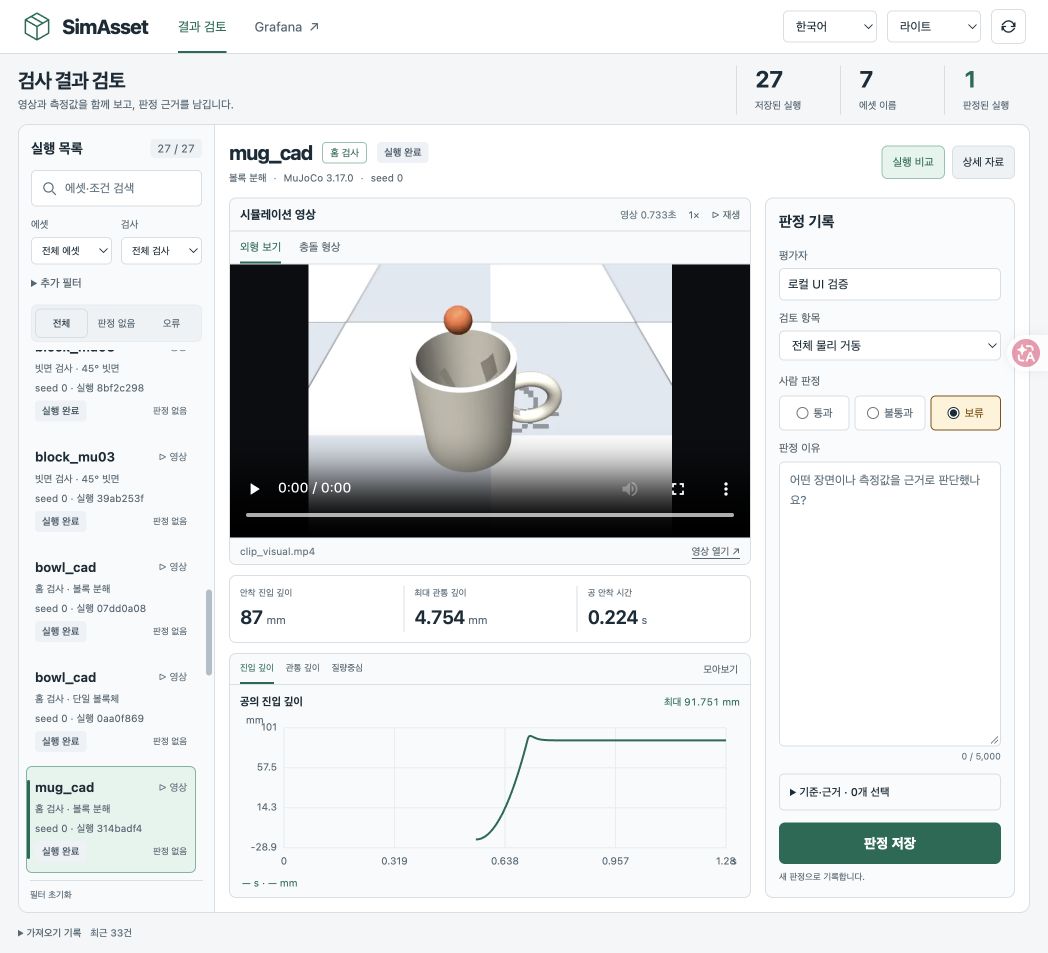 SimAsset
결과 검토
Grafana ↗
한국어
라이트
검사 결과 검토
영상과 측정값을 함께 보고, 판정 근거를 남깁니다.
27
저장된 실행
7
에셋 이름
1
판정된 실행
실행 목록
27 / 27
에셋·조건 검색
에셋
검사
전체 에셋
전체 검사
추가 필터
전체
판정 없음
오류
빗면 검사 · 45° 빗면
seed 0 · 실행 8bf2c298
실행 완료
판정 없음
block_mu03
영상
빗면 검사 · 45° 빗면
seed 0 · 실행 39ab253f
실행 완료
판정 없음
bowl_cad
영상
홈 검사 · 볼록 분해
seed 0 · 실행 07dd0a08
실행 완료
판정 없음
bowl_cad
영상
홈 검사 · 단일 볼록체
seed 0 · 실행 0aa0f869
실행 완료
판정 없음
mug_cad
영상
홈 검사 · 볼록 분해
seed 0 · 실행 314badf4
실행 완료
판정 없음
필터 초기화
가져오기 기록 최근 33건
mug_cad
홈 검사
실행 완료
볼록 분해 · MuJoCo 3.17.0 · seed 0
실행 비교
상세 자료
시뮬레이션 영상
영상 0.733초
1×
재생
외형 보기
충돌 형상
0:00 / 0:00
clip_visual.mp4
영상 열기 ↗
안착 진입 깊이
87 mm
최대 관통 깊이
4.754 mm
공 안착 시간
0.224 s
진입 깊이
관통 깊이
질량중심
모아보기
공의 진입 깊이
최대 91.751 mm
mm
101
57.5
14.3
-28.9
0
0.319
0.638
0.957
1.28
s
— s · — mm
판정 기록
평가자
로컬 UI 검증
검토 항목
전체 물리 거동
사람 판정
통과
불통과
보류
판정 이유
어떤 장면이나 측정값을 근거로 판단했나
요?
0 / 5,000
기준·근거 · 0개 선택
판정 저장
새 판정으로 기록합니다.